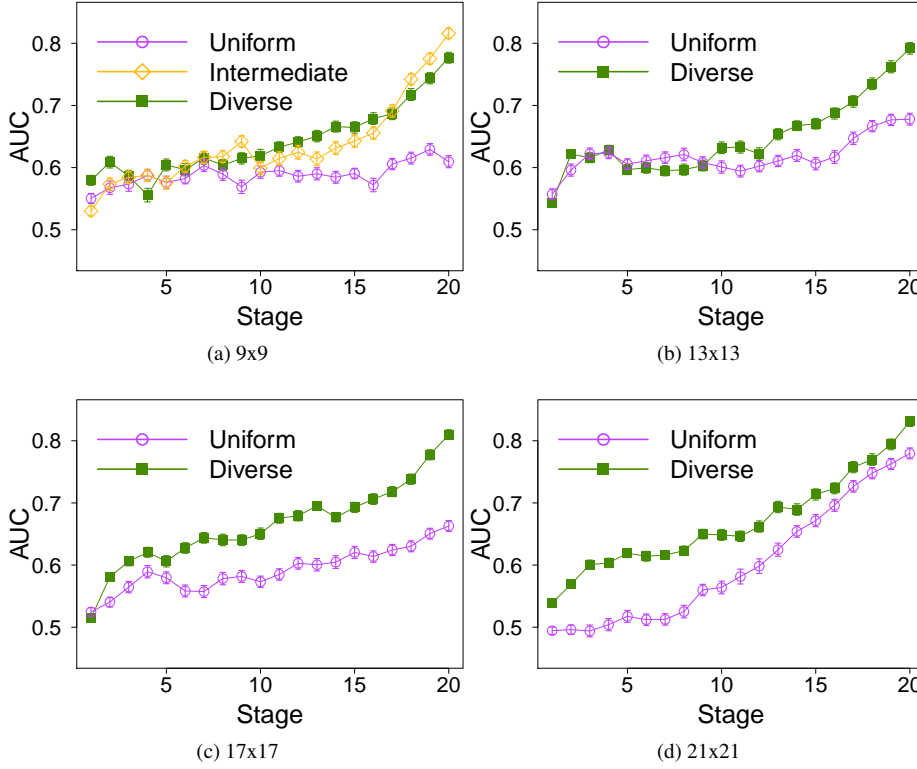 AUC
0.8
0.7
0.6
0.5
Uniform
Intermediate
Diverse
5 10 15 20
Stage
(a) 9x9
AUC
0.8
0.7
0.6
0.5
Uniform
Diverse
5 10 15 20
Stage
(b) 13x13
AUC
0.8
0.7
0.6
0.5
Uniform
Diverse
5 10 15 20
Stage
(c) 17x17
AUC
0.8
0.7
0.6
0.5
Uniform
Diverse
5 10 15 20
Stage
(d) 21x21